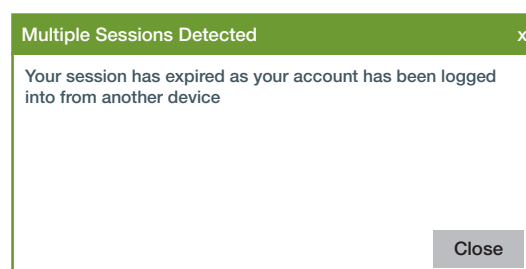 Multiple Sessions Detected x
Your session has expired as your account has been logged
into from another device
Close